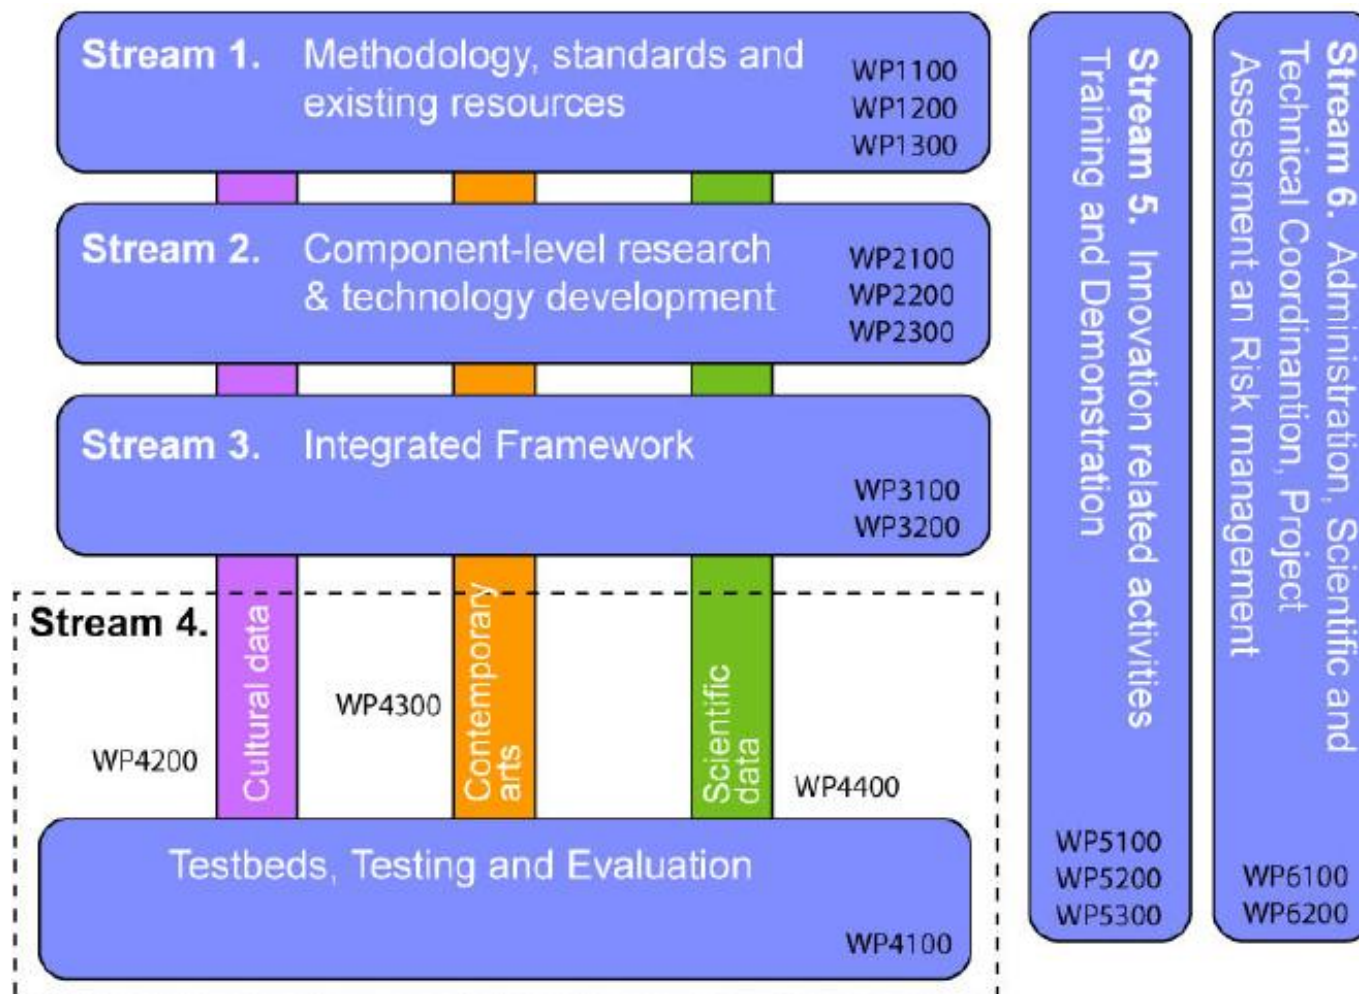 Stream 1. Methodology, standards and
existing resources
WP1100
WP1200
WP1300
Stream 2. Component-level research
& technology development
WP2100
WP2200
WP2300
Stream 3. Integrated Framework
WP3100
WP3200
Stream 4.
WP4200
Cultural data
WP4300
Contemporary
arts
Scientific
data
WP4400
Testbeds, Testing and Evaluation
WP4100
Stream 5. Innovation related activities
Training and Demonstration
WP5100
WP5200
WP5300
Stream 6. Administration, Scientific and
Technical Coordinantion, Project
Assessment an Risk management
WP6100
WP6200